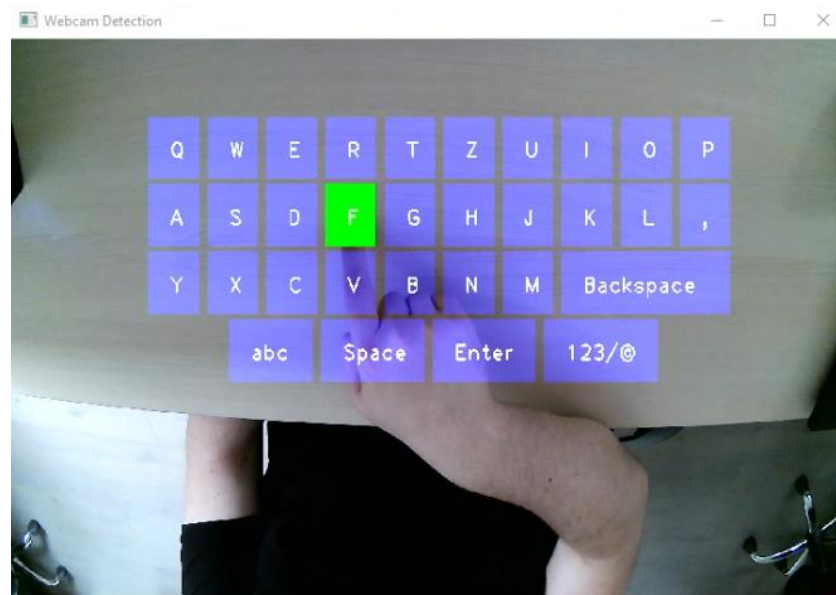 Webcam Detection
Q W E R T Z U I O P
A S D F G H J K L ,
Y X C V B N M Backspace
abc Space Enter 123/@